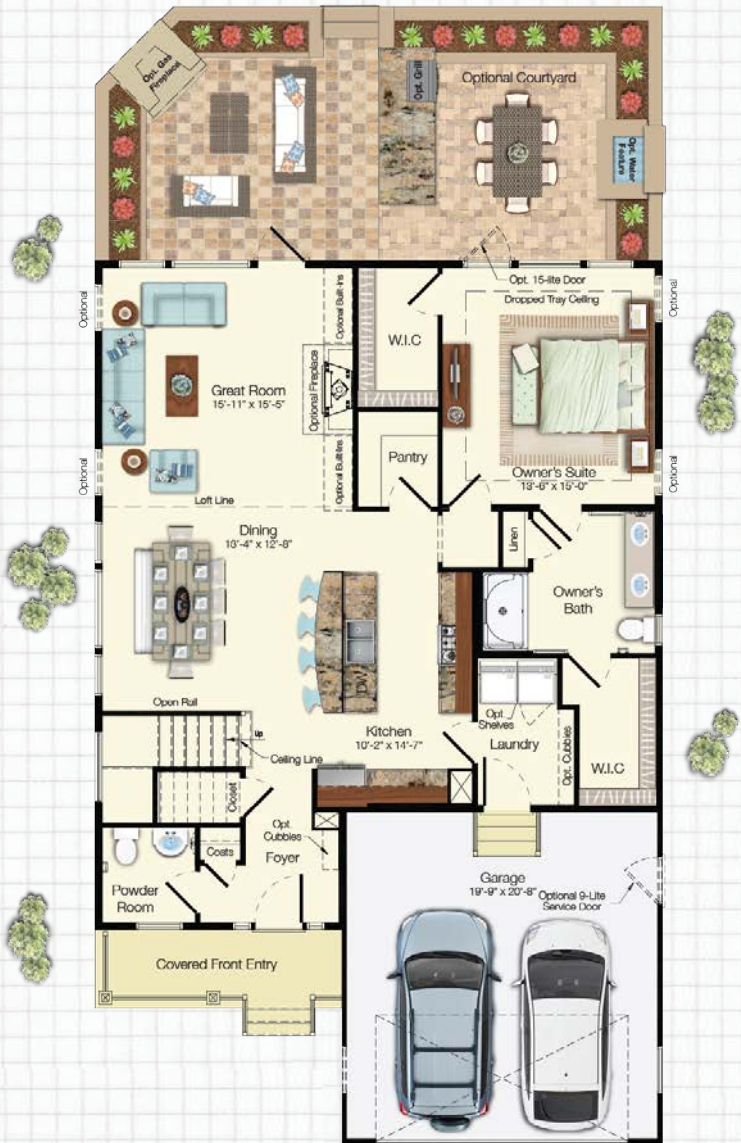 Opt. Gas
Fireplace
Opt. Grill
Optional Courtyard
Opt. Water
Feature
Opt. 15-lite Door
Dropped Tray Ceiling
Optional
Optional
Optional Built-ins
W.I.C
Great Room
15'-11" x 15'-5"
Optional Fireplace
Optional Built-ins
Pantry
Owner's Suite
13'-6" x 15'-0"
Optional
Optional
Loft Line
Dining
13'-4" x 12'-8"
Linen
Owner's
Bath
DW
Open Rail
Up
Ceiling Line
Kitchen
10'-2" x 14'-7"
Opt.
Shelves
Laundry
Opt. Cubbies
W.I.C
Closet
Opt.
Cubbies
Coats
Foyer
Powder
Room
Garage
19'-9" x 20'-8"
Optional 9-Lite
Service Door
Covered Front Entry